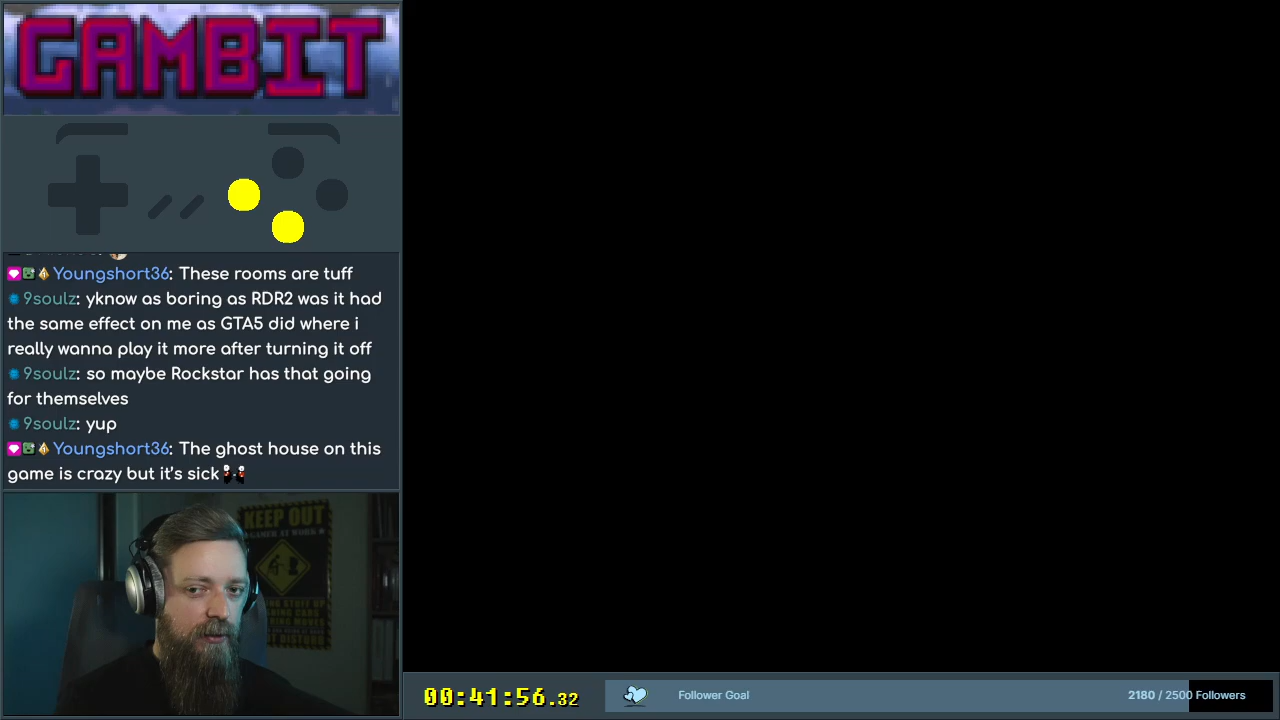 GAMBIT
Youngshort36: These rooms are tuff
9soulz: yknow as boring as RDR2 was it had
the same effect on me as GTA5 did where i
really wanna play it more after turning it off
9soulz: so maybe Rockstar has that going
for themselves
9soulz: yup
Youngshort36: The ghost house on this
game is crazy but it's sick
KEEP OUT
GAMER AT WORK
00:41:56.32
Follower Goal
2180 / 2500 Followers